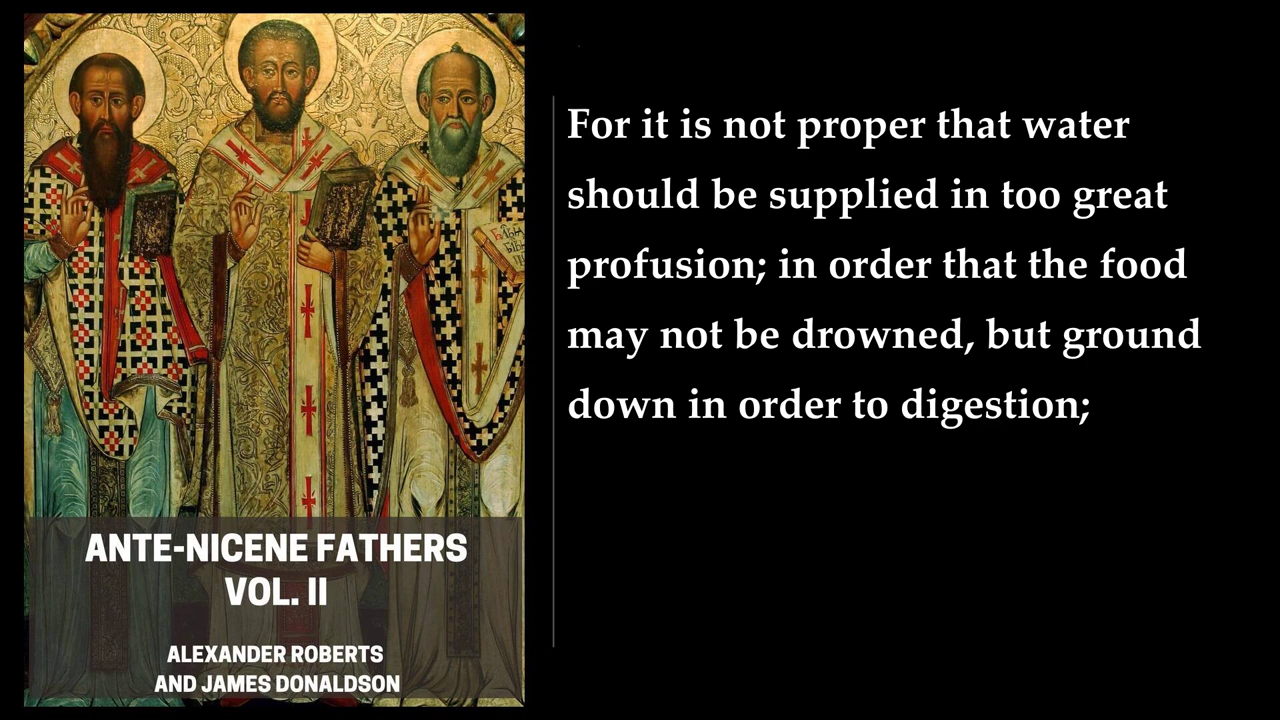 For it is not proper that water
should be supplied in too great
profusion; in order that the food
may not be drowned, but ground
down in order to digestion;
ANTE-NICENE FATHERS
VOL. II
ALEXANDER ROBERTS
AND JAMES DONALDSON